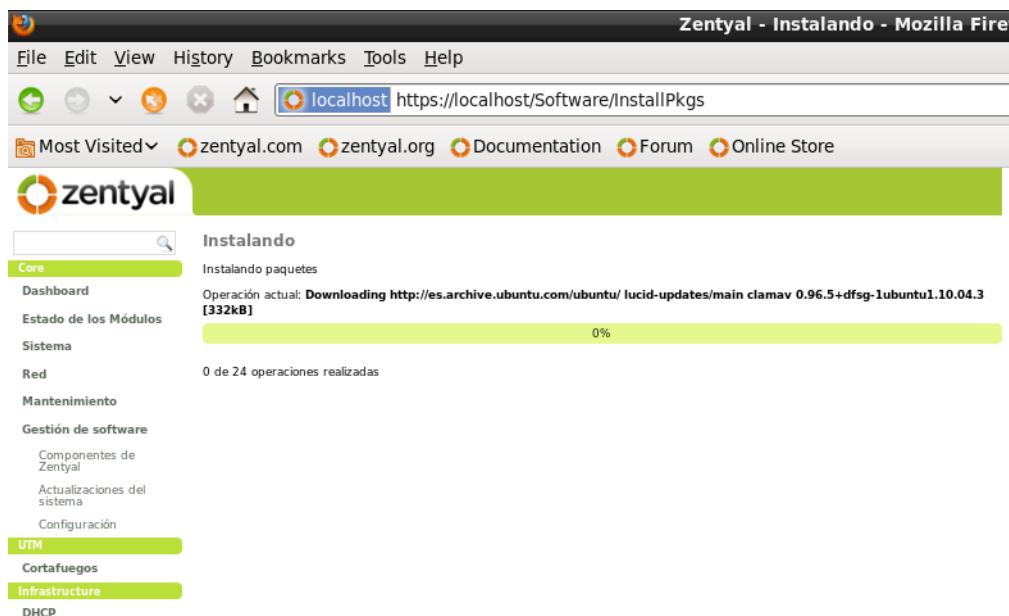 Zentyal - Instalando - Mozilla Fire
File Edit View History Bookmarks Tools Help
localhost https://localhost/Software/InstallPkgs
Most Visited zentyal.com zentyal.org Documentation Forum Online Store
zentyal
Core
Dashboard
Estado de los Módulos
Sistema
Red
Mantenimiento
Gestión de software
Componentes de
Zentyal
Actualizaciones del
sistema
Configuración
UTM
Cortafuegos
Infrastructure
DHCP
Instalando
Instalando paquetes
Operación actual: Downloading http://es.archive.ubuntu.com/ubuntu/ lucid-updates/main clamav 0.96.5+dfsg-1ubuntu1.10.04.3
[332kB]
0%
0 de 24 operaciones realizadas